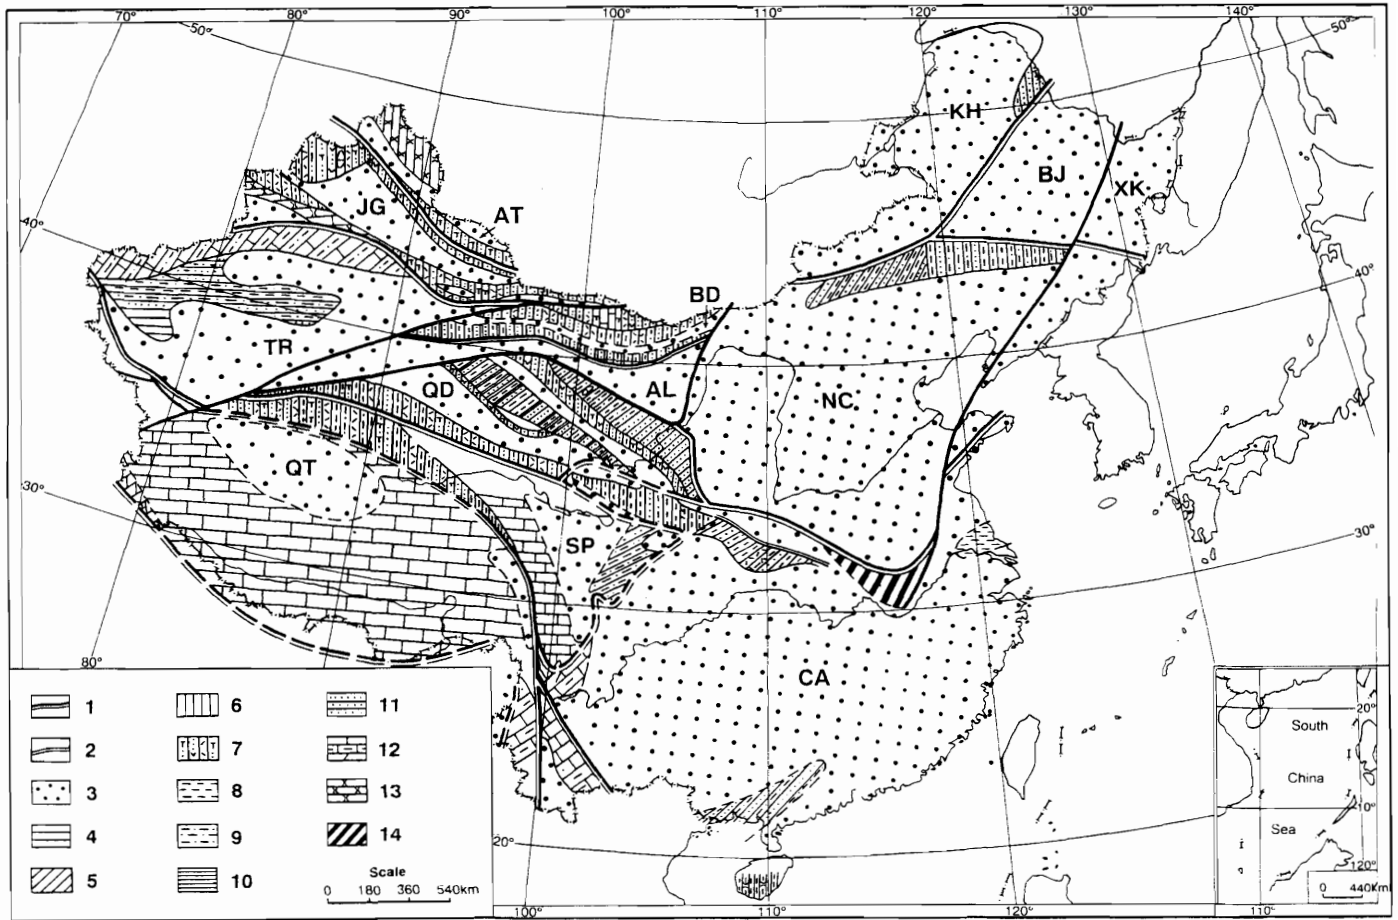 70° 80° 90° 100° 110° 120° 130° 140°
50° 50°
KH
BJ
XK
JG
AT
40°
BD
40°
TR
QD
AL
NC
QT
30°
SP
30°
CA
80°
1 6 11
2 7 12
3 8 13
4 9 14
5 10
Scale
0 180 360 540km
20°
100° 110° 120° 110°
20°
South
China
10°
Sea
120°
0 440Km